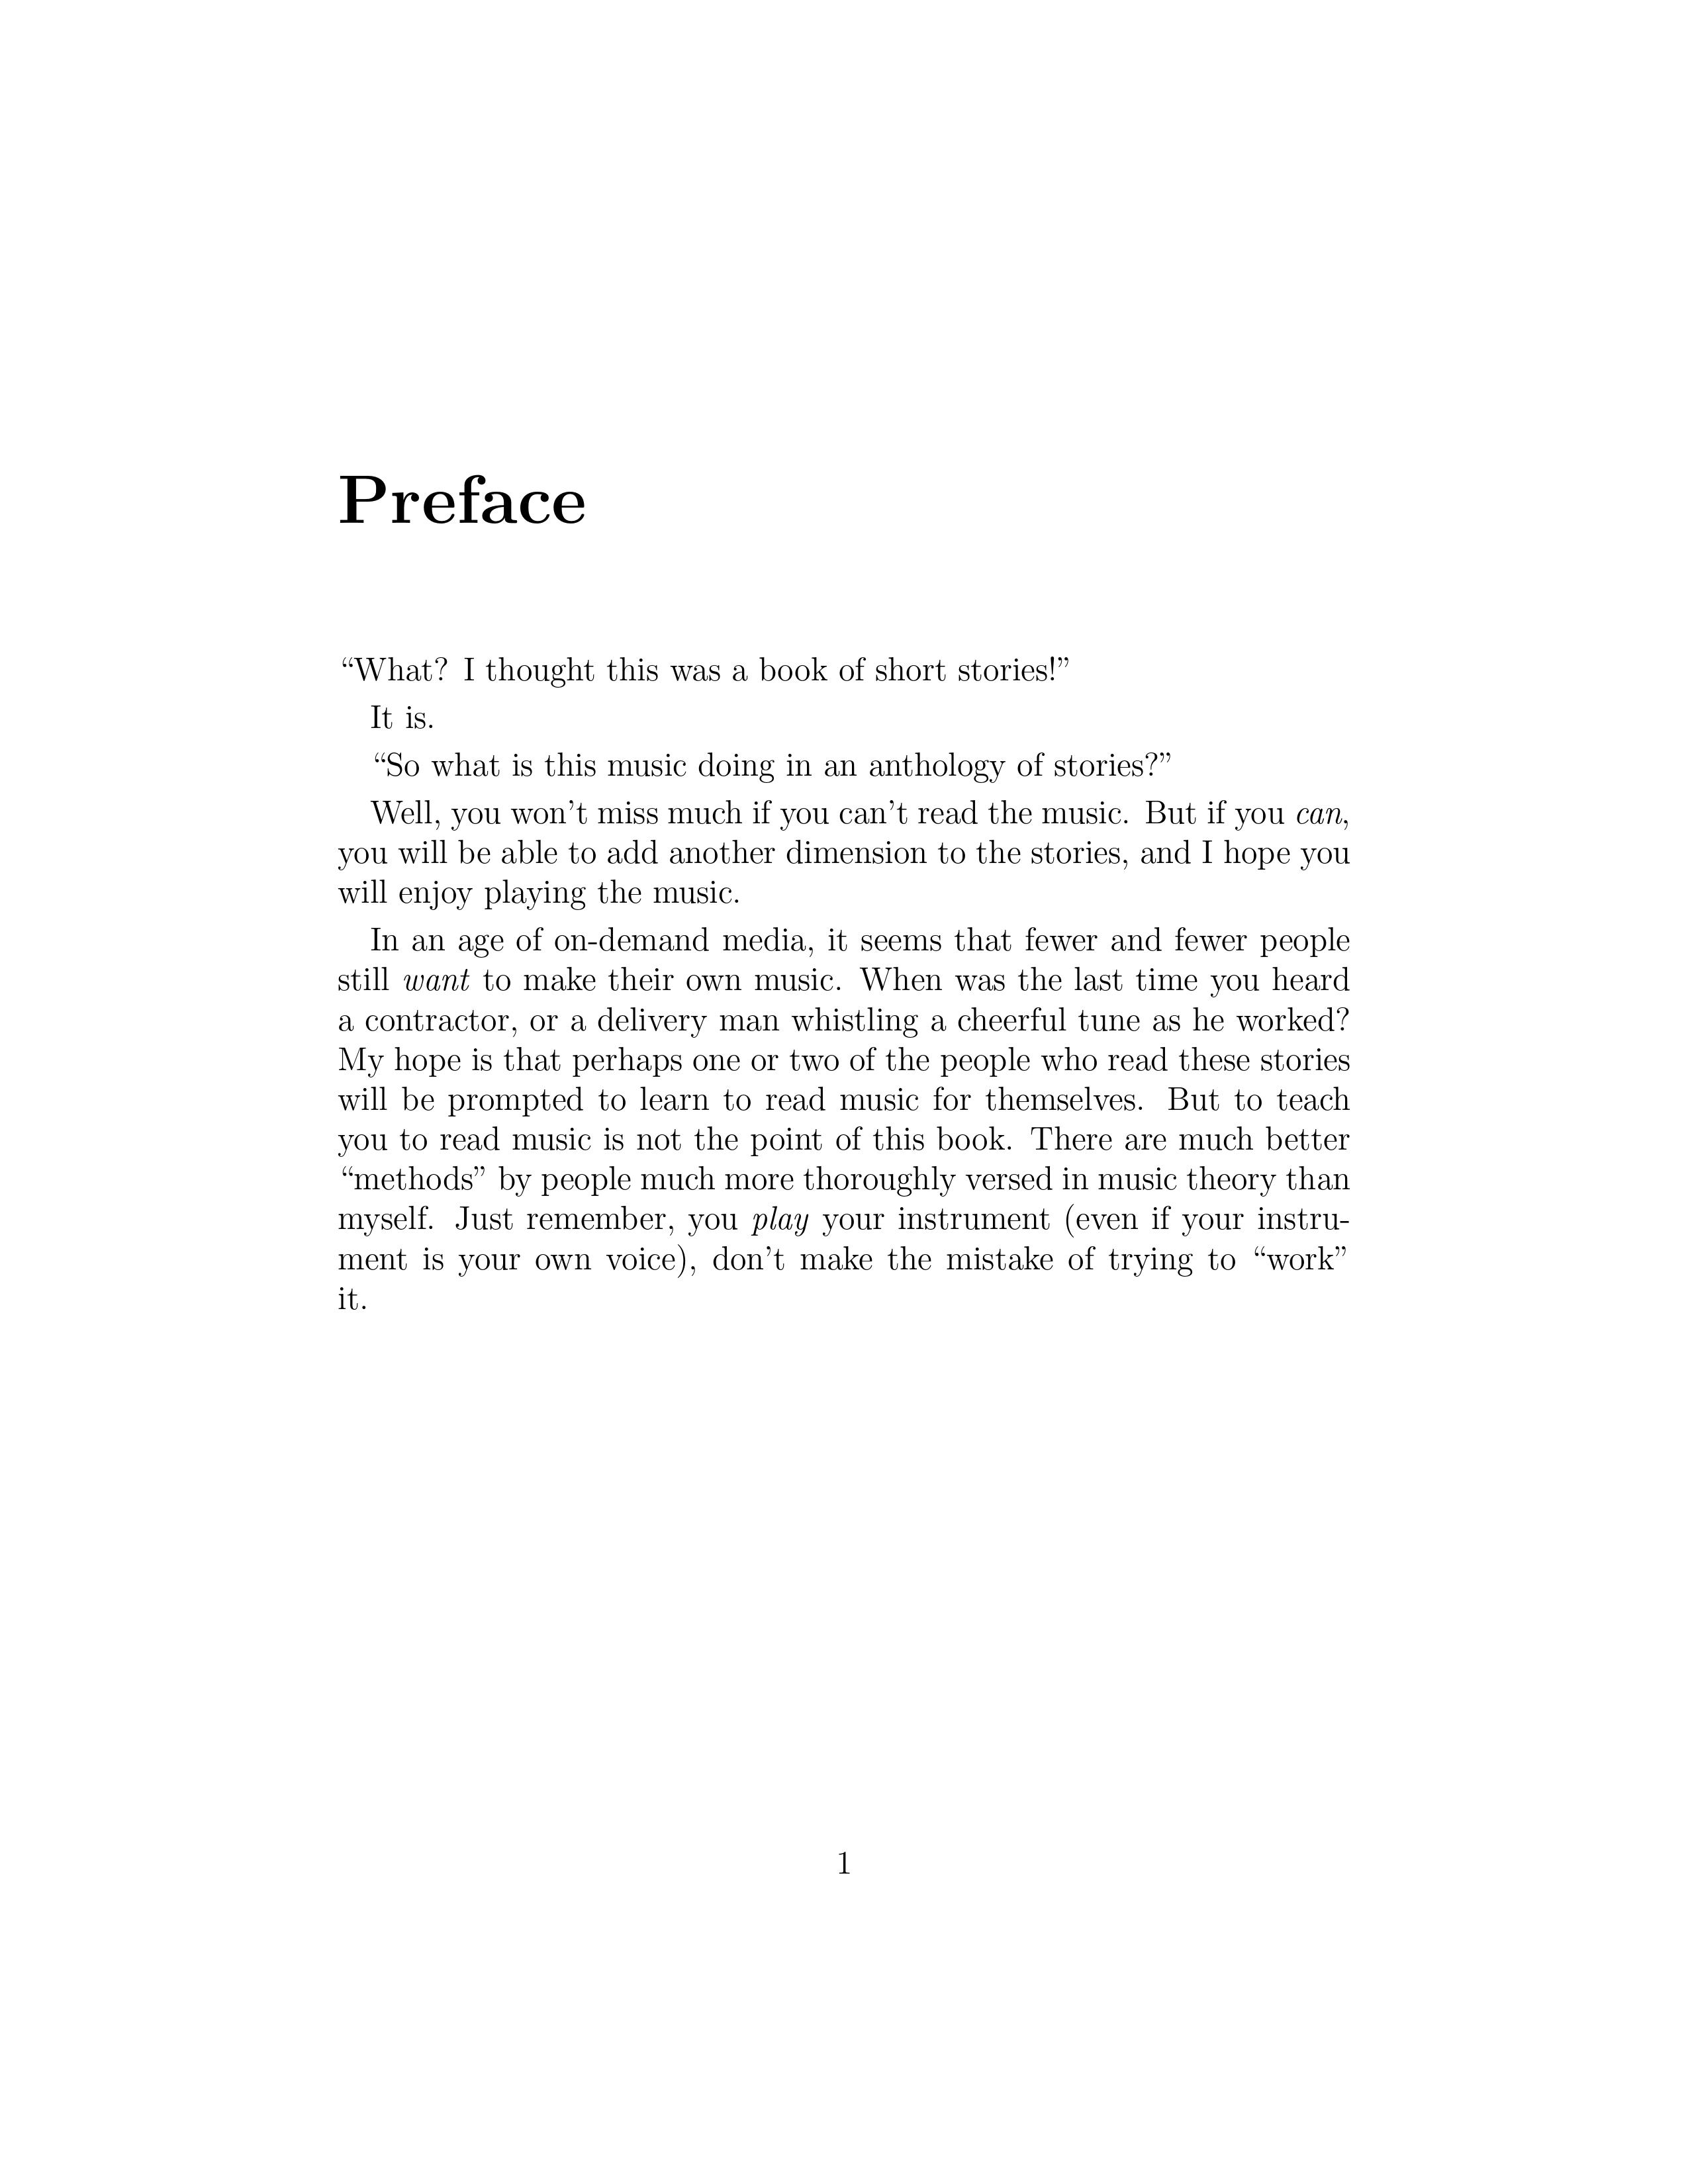 Preface
“What? I thought this was a book of short stories!”
It is.
“So what is this music doing in an anthology of stories?”
Well, you won’t miss much if you can’t read the music. But if you can,
you will be able to add another dimension to the stories, and I hope you
will enjoy playing the music.
In an age of on-demand media, it seems that fewer and fewer people
still want to make their own music. When was the last time you heard
a contractor, or a delivery man whistling a cheerful tune as he worked?
My hope is that perhaps one or two of the people who read these stories
will be prompted to learn to read music for themselves. But to teach
you to read music is not the point of this book. There are much better
“methods” by people much more thoroughly versed in music theory than
myself. Just remember, you play your instrument (even if your instru-
ment is your own voice), don’t make the mistake of trying to “work”
it.
1